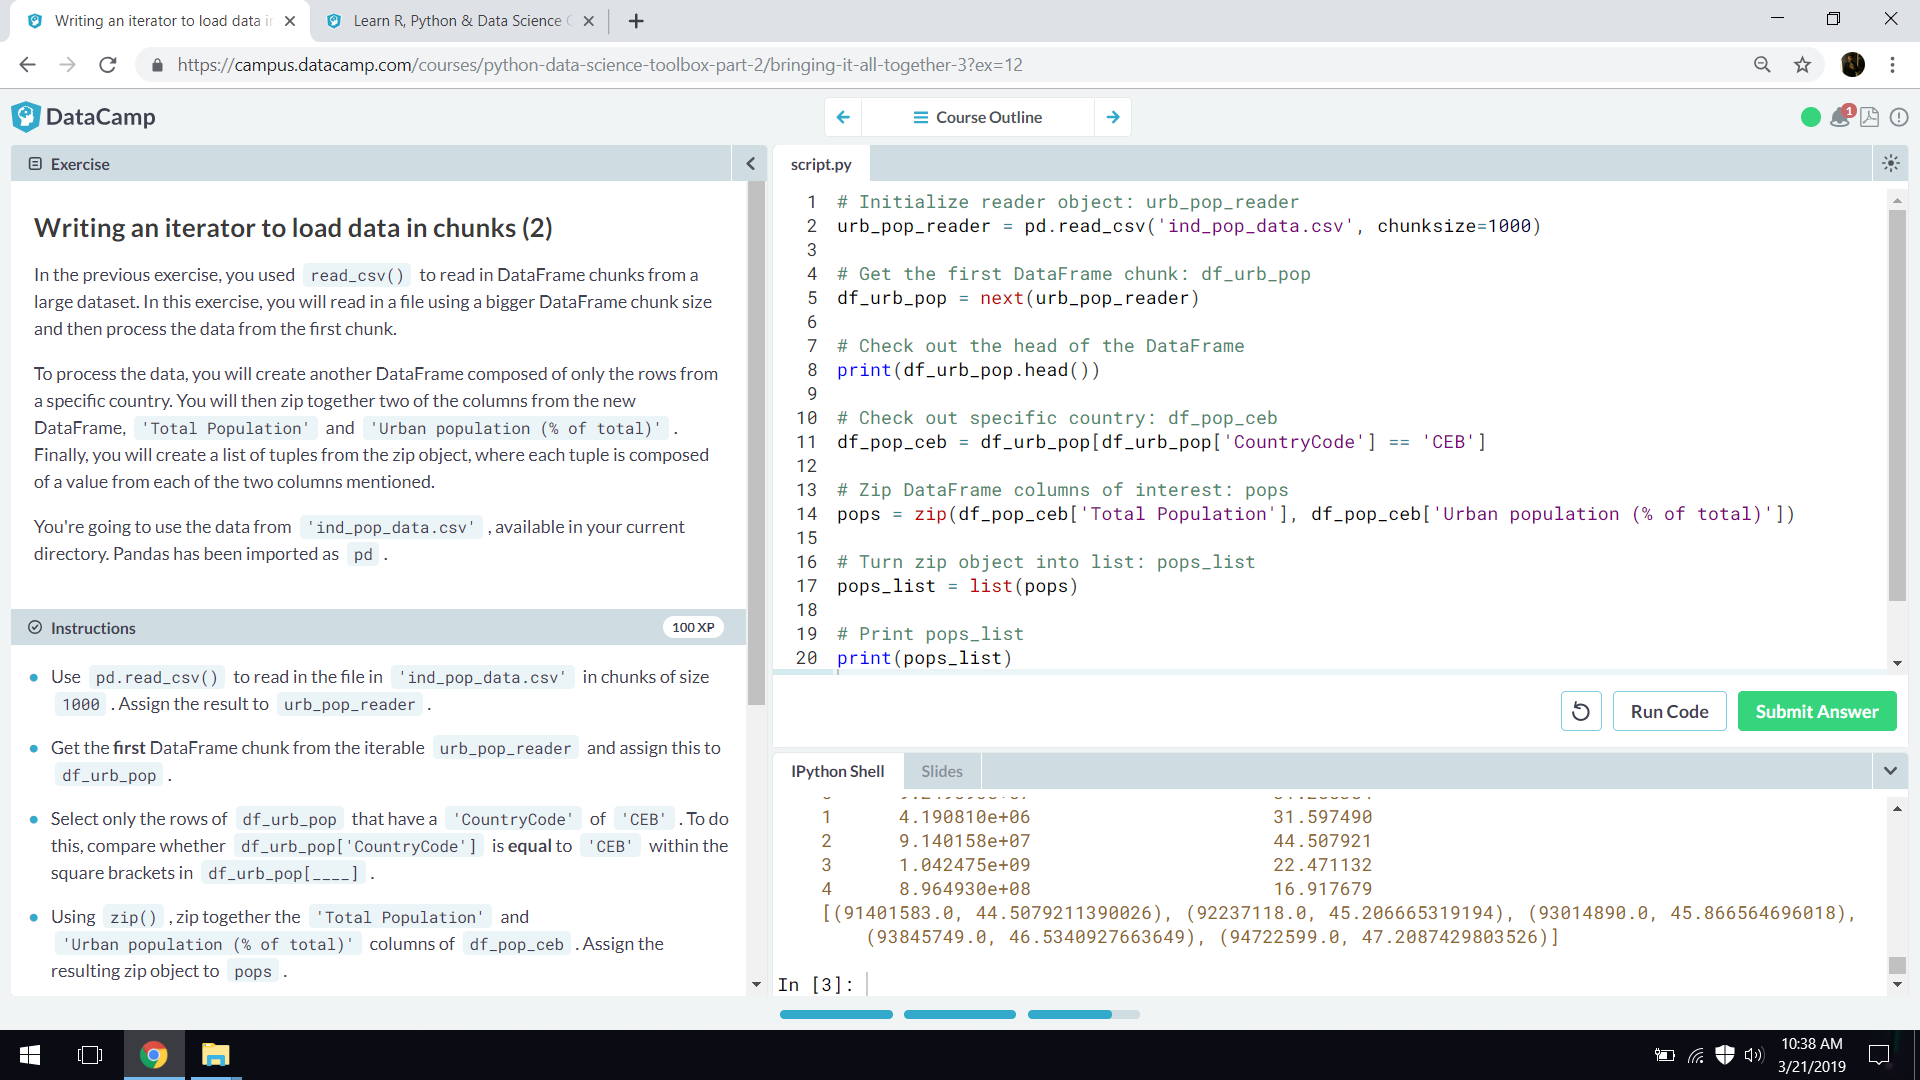 Writing an iterator to load data in
Learn R, Python & Data Science
https://campus.datacamp.com/courses/python-data-science-toolbox-part-2/bringing-it-all-together-3?ex=12
DataCamp
Course Outline
1
Exercise
Writing an iterator to load data in chunks (2)
In the previous exercise, you used read_csv() to read in DataFrame chunks from a
large dataset. In this exercise, you will read in a file using a bigger DataFrame chunk size
and then process the data from the first chunk.
To process the data, you will create another DataFrame composed of only the rows from
a specific country. You will then zip together two of the columns from the new
DataFrame, 'Total Population' and 'Urban population (% of total)' .
Finally, you will create a list of tuples from the zip object, where each tuple is composed
of a value from each of the two columns mentioned.
You're going to use the data from 'ind_pop_data.csv' , available in your current
directory. Pandas has been imported as pd .
Instructions 100 XP
Use pd.read_csv() to read in the file in 'ind_pop_data.csv' in chunks of size
1000 . Assign the result to urb_pop_reader .
Get the first DataFrame chunk from the iterable urb_pop_reader and assign this to
df_urb_pop .
Select only the rows of df_urb_pop that have a 'CountryCode' of 'CEB' . To do
this, compare whether df_urb_pop['CountryCode'] is equal to 'CEB' within the
square brackets in df_urb_pop[____] .
Using zip() , zip together the 'Total Population' and
'Urban population (% of total)' columns of df_pop_ceb . Assign the
resulting zip object to pops .
script.py
1 # Initialize reader object: urb_pop_reader
2 urb_pop_reader = pd.read_csv('ind_pop_data.csv', chunksize=1000)
3
4 # Get the first DataFrame chunk: df_urb_pop
5 df_urb_pop = next(urb_pop_reader)
6
7 # Check out the head of the DataFrame
8 print(df_urb_pop.head())
9
10 # Check out specific country: df_pop_ceb
11 df_pop_ceb = df_urb_pop[df_urb_pop['CountryCode'] == 'CEB']
12
13 # Zip DataFrame columns of interest: pops
14 pops = zip(df_pop_ceb['Total Population'], df_pop_ceb['Urban population (% of total)'])
15
16 # Turn zip object into list: pops_list
17 pops_list = list(pops)
18
19 # Print pops_list
20 print(pops_list)
Run Code
Submit Answer
IPython Shell Slides
1 4.190810e+06 31.597490
2 9.140158e+07 44.507921
3 1.042475e+09 22.471132
4 8.964930e+08 16.917679
[(91401583.0, 44.5079211390026), (92237118.0, 45.206665319194), (93014890.0, 45.866564696018),
(93845749.0, 46.5340927663649), (94722599.0, 47.2087429803526)]
In [3]:
10:38 AM
3/21/2019